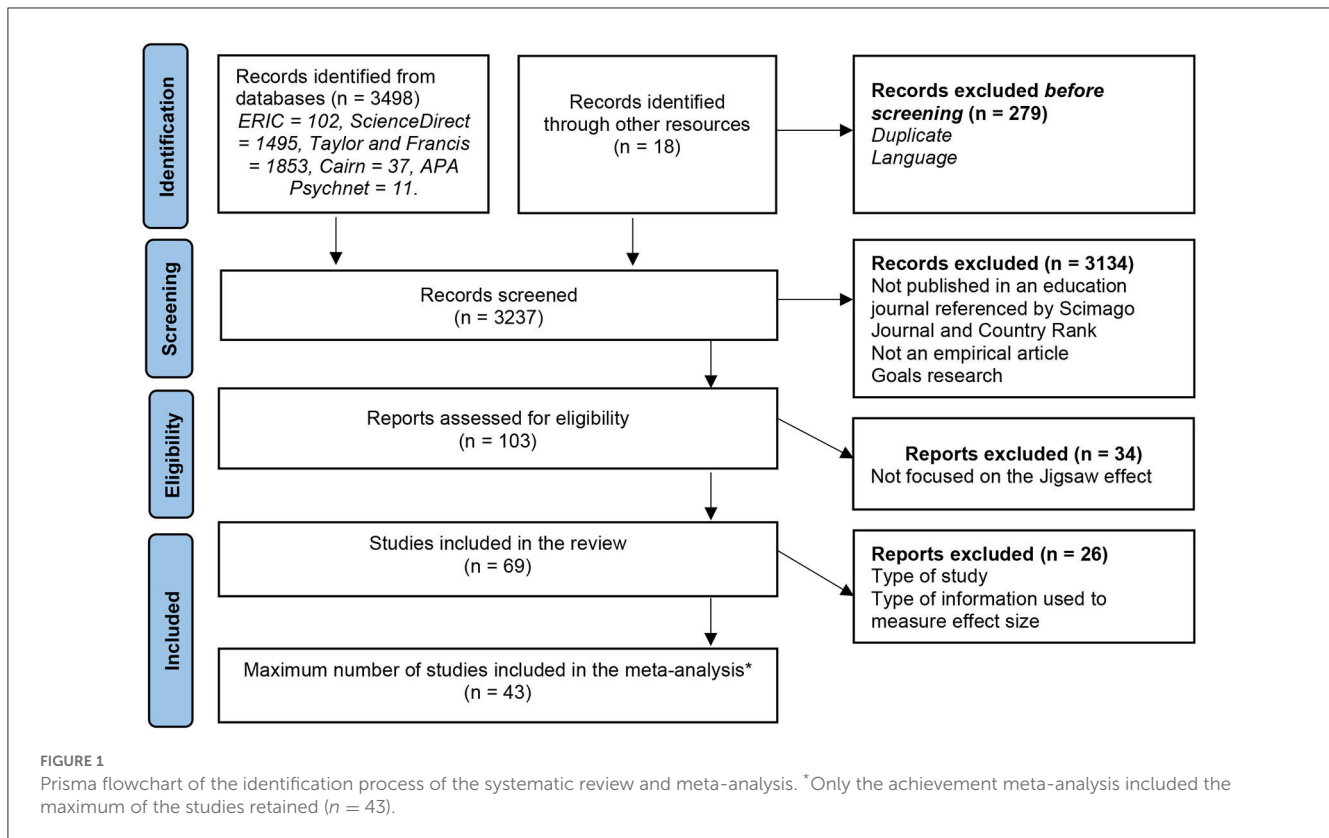 Identification
Records identified from
databases (n = 3498)
ERIC = 102, ScienceDirect
= 1495, Taylor and Francis
= 1853, Cairn = 37, APA
Psychnet = 11.
Records identified
through other resources
(n = 18)
Records excluded before
screening (n = 279)
Duplicate
Language
Screening
Records screened
(n = 3237)
Records excluded (n = 3134)
Not published in an education
journal referenced by Scimago
Journal and Country Rank
Not an empirical article
Goals research
Eligibility
Reports assessed for eligibility
(n = 103)
Reports excluded (n = 34)
Not focused on the Jigsaw effect
Included
Studies included in the review
(n = 69)
Reports excluded (n = 26)
Type of study
Type of information used to
measure effect size
Maximum number of studies included in the meta-analysis*
(n = 43)
FIGURE 1
Prisma flowchart of the identification process of the systematic review and meta-analysis. *Only the achievement meta-analysis included the
maximum of the studies retained (n = 43).